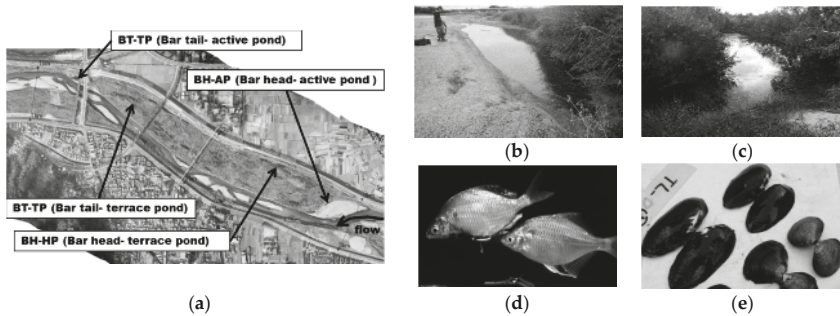 BT-TP (Bar tail- active pond)
BH-AP (Bar head- active pond )
BT-TP (Bar tail- terrace pond)
BH-HP (Bar head- terrace pond)
flow
(a)
(b)
(c)
(d)
(e)